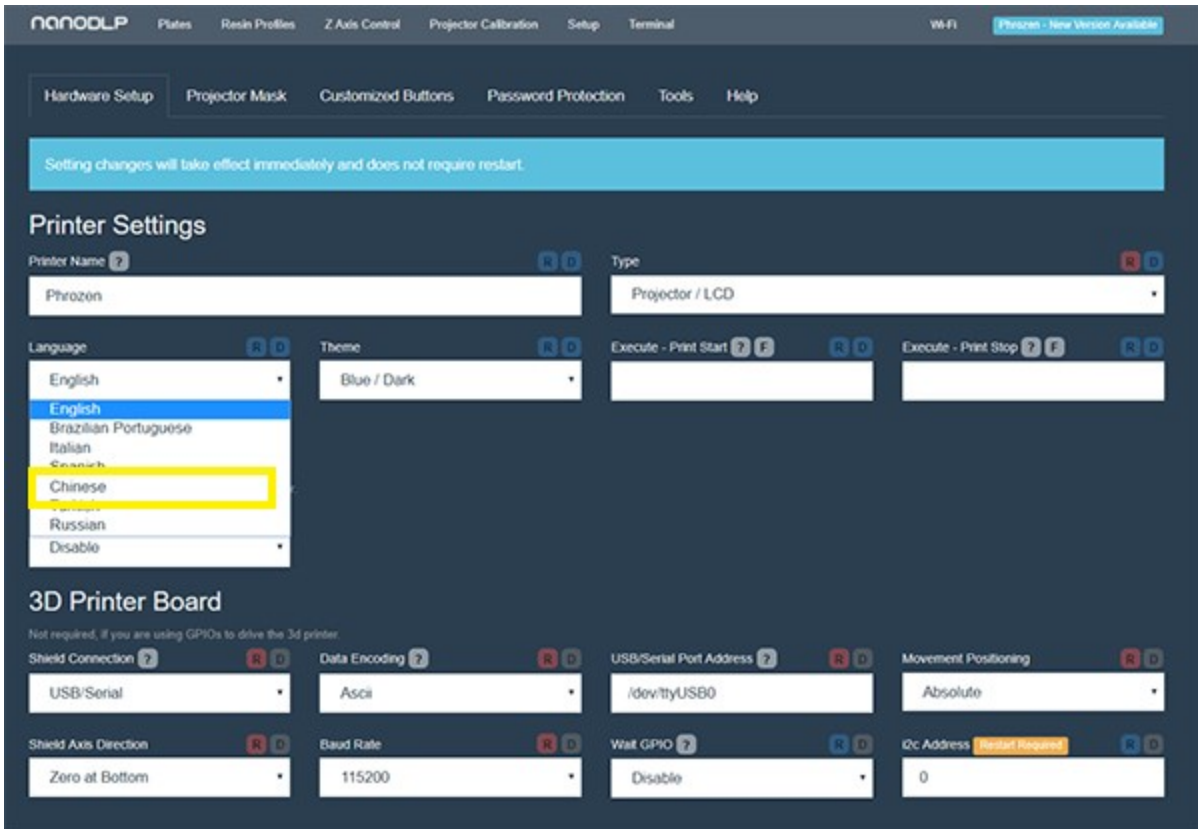 nanoDLP Plates Resin Profiles Z Axis Control Projector Calibration Setup Terminal Wi-Fi Phrozen - New Version Available
Hardware Setup Projector Mask Customized Buttons Password Protection Tools Help
Setting changes will take effect immediately and does not require restart.
Printer Settings
Printer Name ? R D Type R D
Phrozen Projector / LCD
Language R D Theme R D Execute - Print Start ? F R D Execute - Print Stop ? F R D
English Blue / Dark
English
Brazilian Portuguese
Italian
Spanish
Chinese
Russian
Disable
3D Printer Board
Not required, if you are using GPIOs to drive the 3d printer.
Shield Connection ? R D Data Encoding ? R D USB/Serial Port Address ? R D Movement Positioning R D
USB/Serial Ascii /dev/ttyUSB0 Absolute
Shield Axis Direction R D Baud Rate R D Wait GPIO ? R D i2c Address Restart Required R D
Zero at Bottom 115200 Disable 0